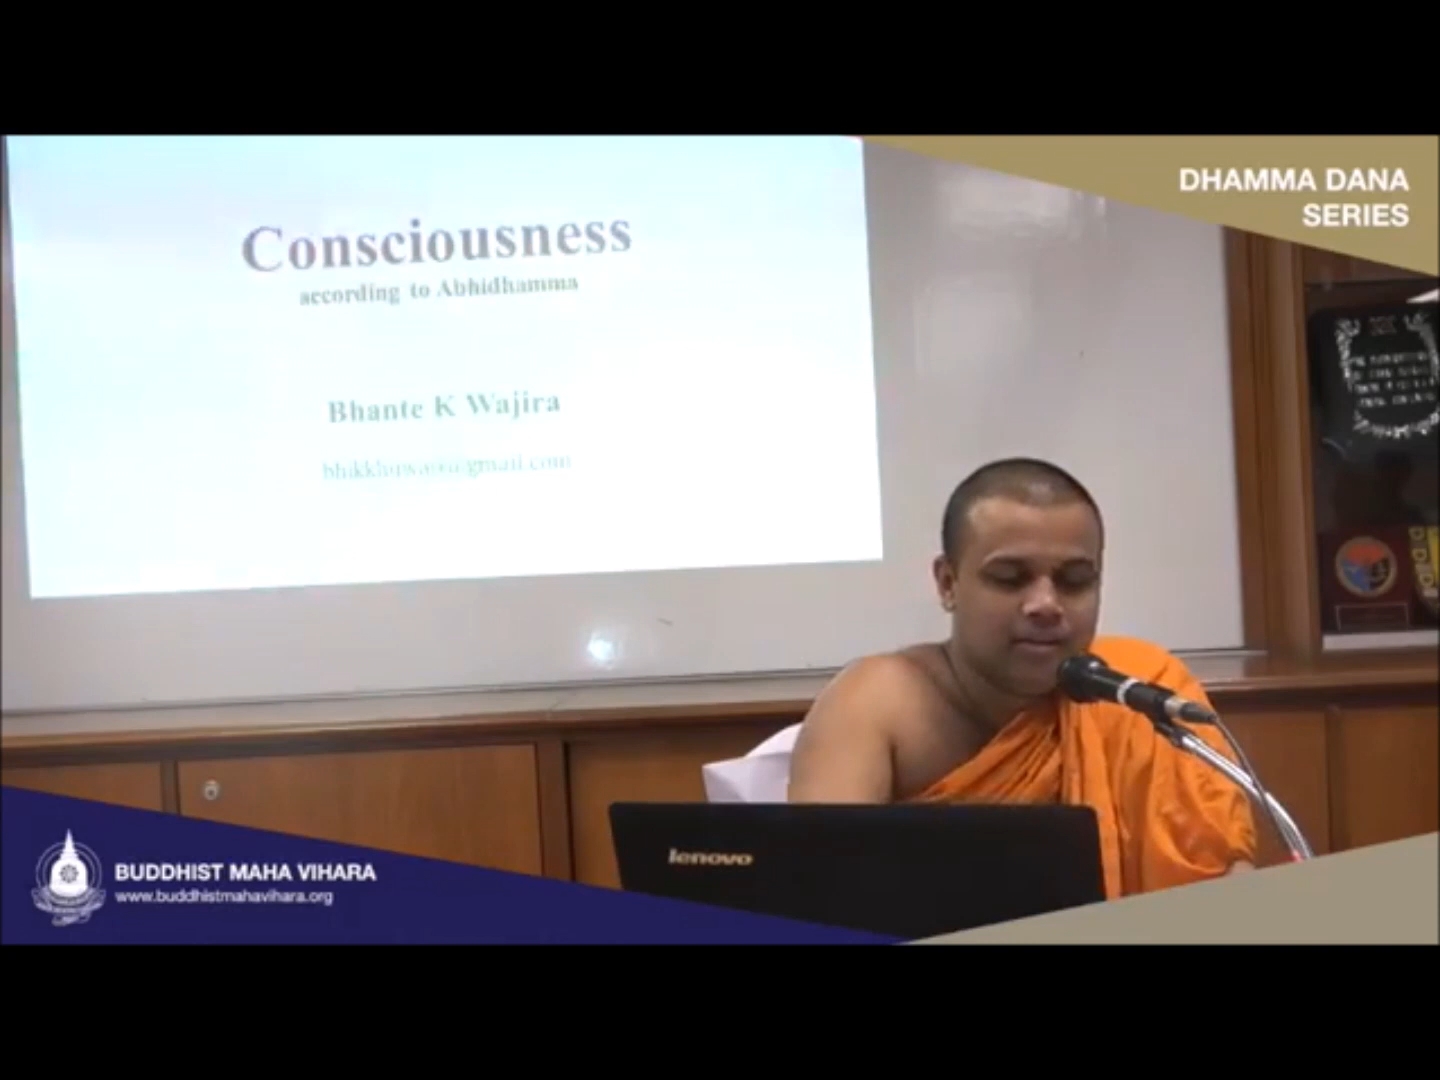 Consciousness
according to Abhidhamma
Bhante K Wajira
DHAMMA DANA
SERIES
lenovo
BUDDHIST MAHA VIHARA
www.buddhistmahavihara.org